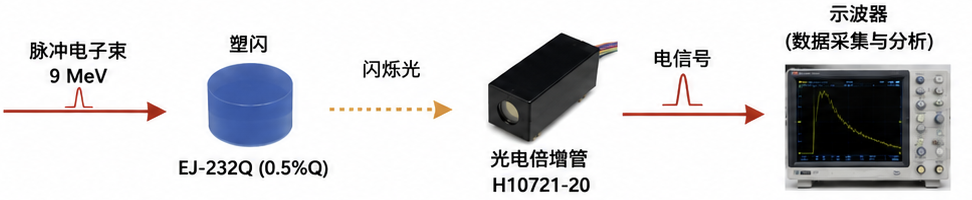 脉冲电子束
9 MeV
塑闪
EJ-232Q (0.5%Q)
闪烁光
光电倍增管
H10721-20
电信号
示波器
(数据采集与分析)